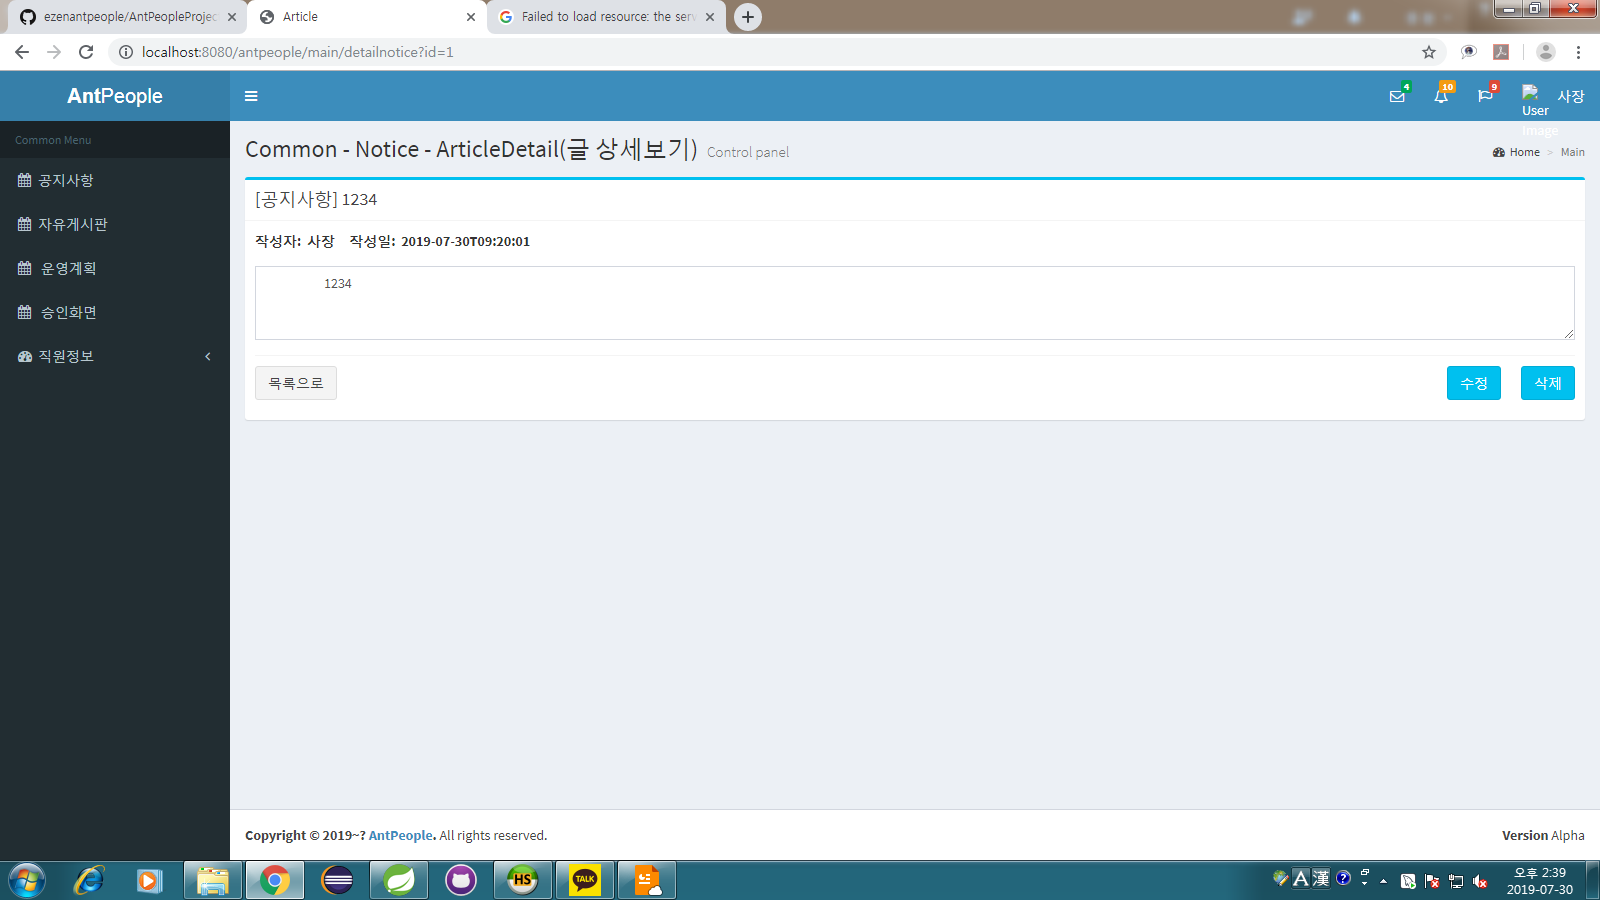 ezenantpeople/AntPeopleProjec
Article
Failed to load resource: the serv
localhost:8080/antpeople/main/detailnotice?id=1
AntPeople
4
10
9
User Image
사장
Common Menu
공지사항
자유게시판
운영계획
승인화면
직원정보
Common - Notice - ArticleDetail(글 상세보기) Control panel
Home > Main
[공지사항] 1234
작성자: 사장 작성일: 2019-07-30T09:20:01
1234
목록으로
수정
삭제
Copyright © 2019~? AntPeople. All rights reserved.
Version Alpha
HS
TALK
A 漢
오후 2:39
2019-07-30